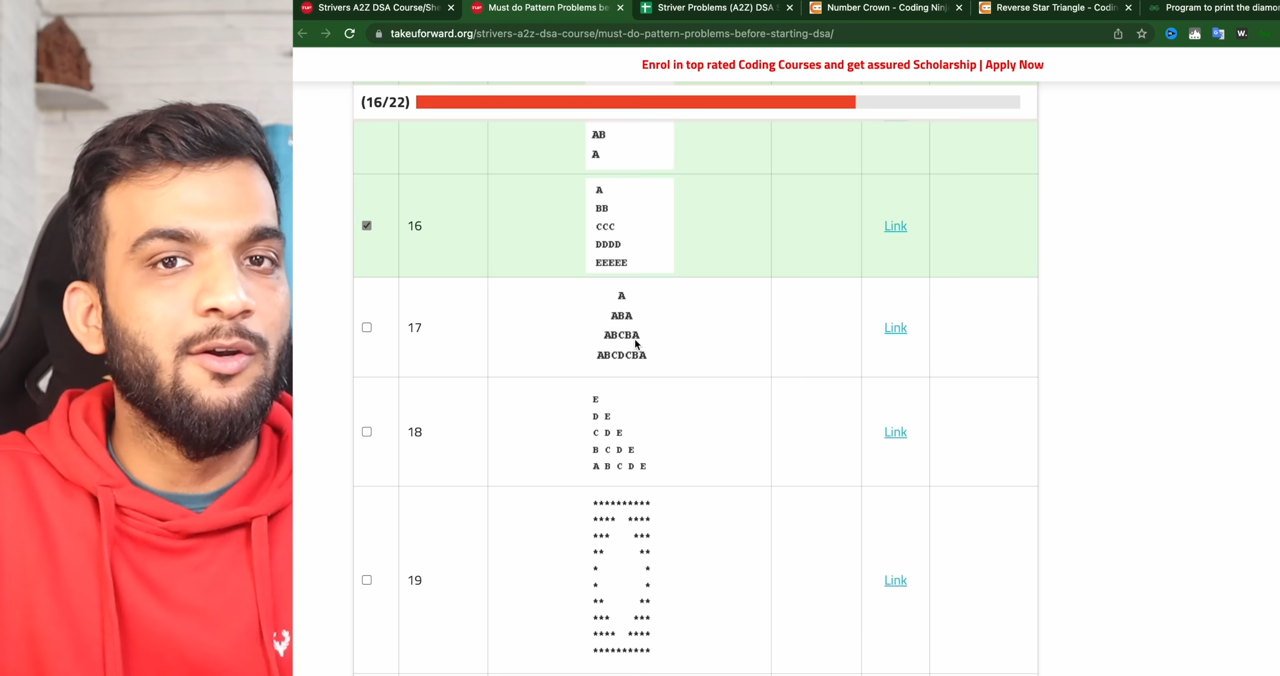 Strivers A2Z DSA Course/She
Must do Pattern Problems be
Striver Problems (A2Z) DSA
Number Crown - Coding Ninj
Reverse Star Triangle - Codin
Program to print the diamo
takeuforward.org/strivers-a2z-dsa-course/must-do-pattern-problems-before-starting-dsa/
Enrol in top rated Coding Courses and get assured Scholarship | Apply Now
(16/22)
AB
A
16
A
BB
CCC
DDDD
EEEEE
Link
17
A
ABA
ABCBA
ABCDCBA
Link
18
E
D E
C D E
B C D E
A B C D E
Link
19
**********
**** ****
*** ***
** **
* *
* *
** **
*** ***
**** ****
**********
Link